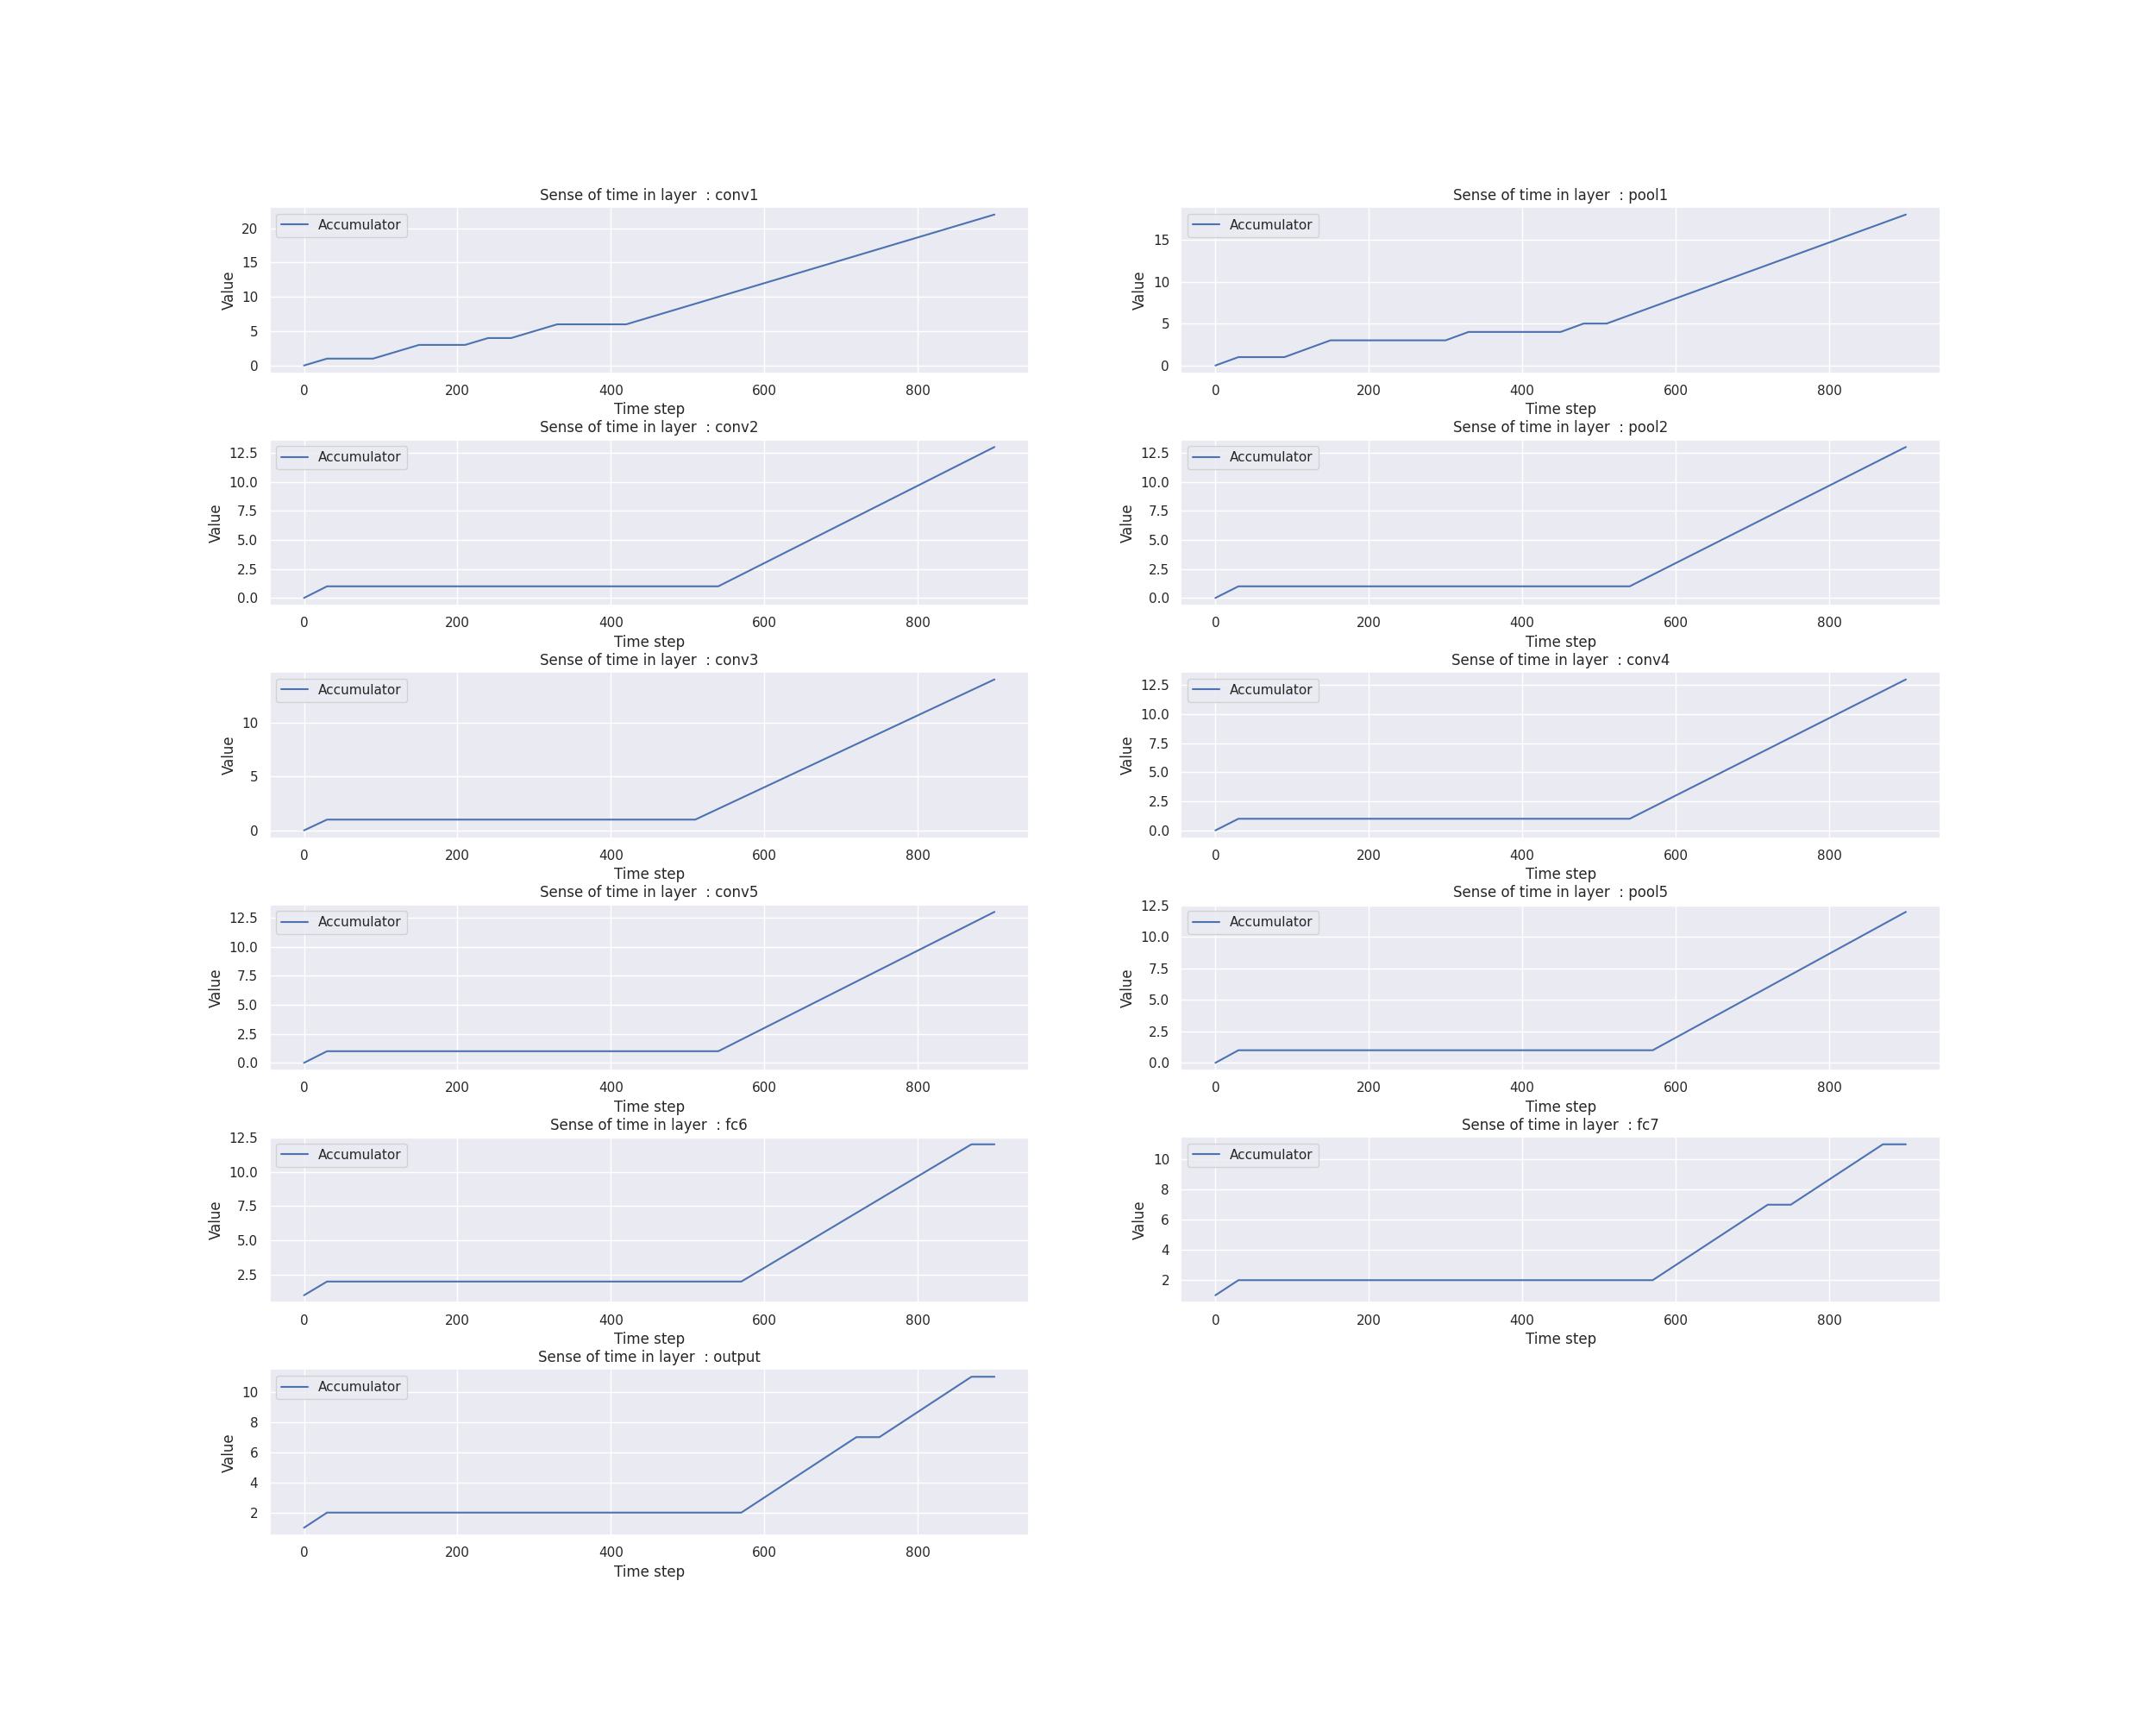 Sense of time in layer : conv1
Accumulator
Value
20
15
10
5
0
0 200 400 600 800
Time step
Sense of time in layer : pool1
Accumulator
Value
15
10
5
0
0 200 400 600 800
Time step
Sense of time in layer : conv2
Accumulator
Value
12.5
10.0
7.5
5.0
2.5
0.0
0 200 400 600 800
Time step
Sense of time in layer : pool2
Accumulator
Value
12.5
10.0
7.5
5.0
2.5
0.0
0 200 400 600 800
Time step
Sense of time in layer : conv3
Accumulator
Value
10
5
0
0 200 400 600 800
Time step
Sense of time in layer : conv4
Accumulator
Value
12.5
10.0
7.5
5.0
2.5
0.0
0 200 400 600 800
Time step
Sense of time in layer : conv5
Accumulator
Value
12.5
10.0
7.5
5.0
2.5
0.0
0 200 400 600 800
Time step
Sense of time in layer : pool5
Accumulator
Value
12.5
10.0
7.5
5.0
2.5
0.0
0 200 400 600 800
Time step
Sense of time in layer : fc6
Accumulator
Value
12.5
10.0
7.5
5.0
2.5
0 200 400 600 800
Time step
Sense of time in layer : fc7
Accumulator
Value
10
8
6
4
2
0 200 400 600 800
Time step
Sense of time in layer : output
Accumulator
Value
10
8
6
4
2
0 200 400 600 800
Time step